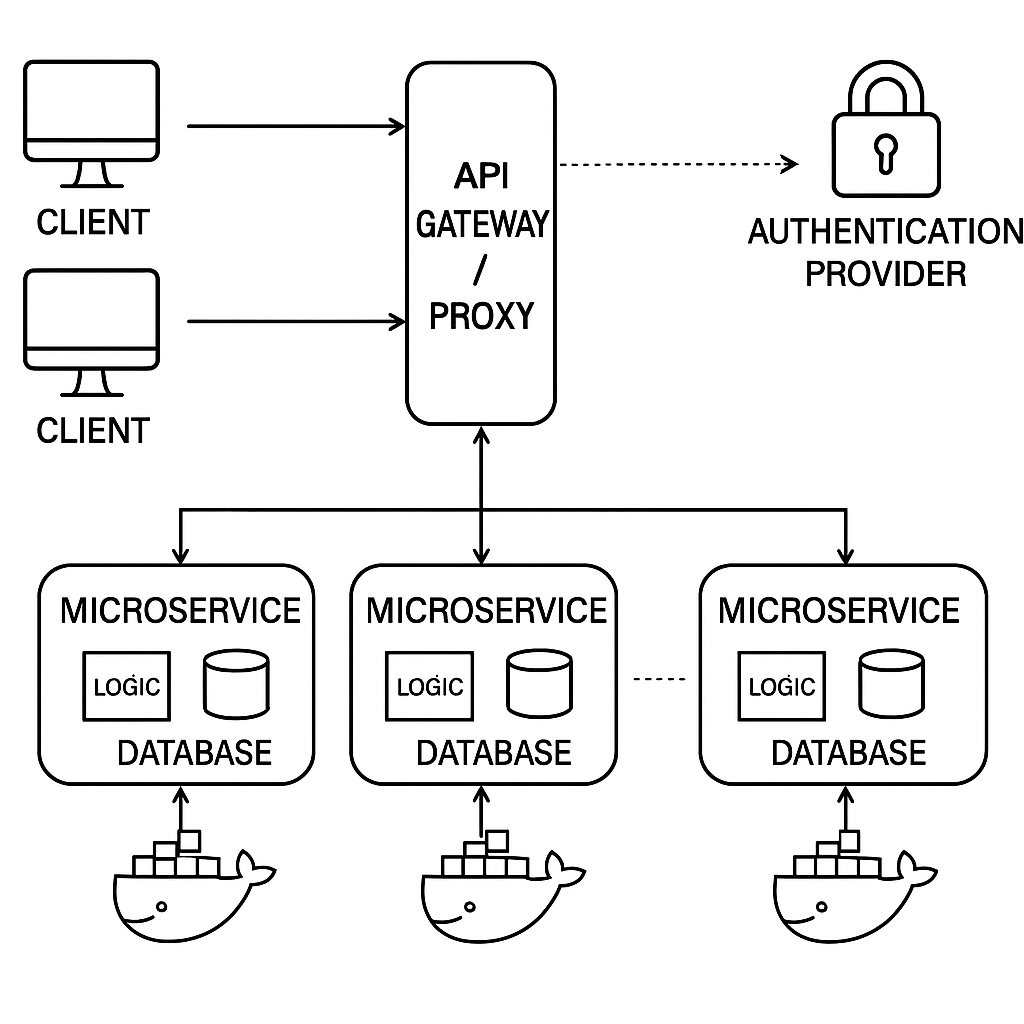 CLIENT
CLIENT
API
GATEWAY
/
PROXY
AUTHENTICATION
PROVIDER
MICROSERVICE
LOGIC
DATABASE
MICROSERVICE
LOGIC
DATABASE
MICROSERVICE
LOGIC
DATABASE